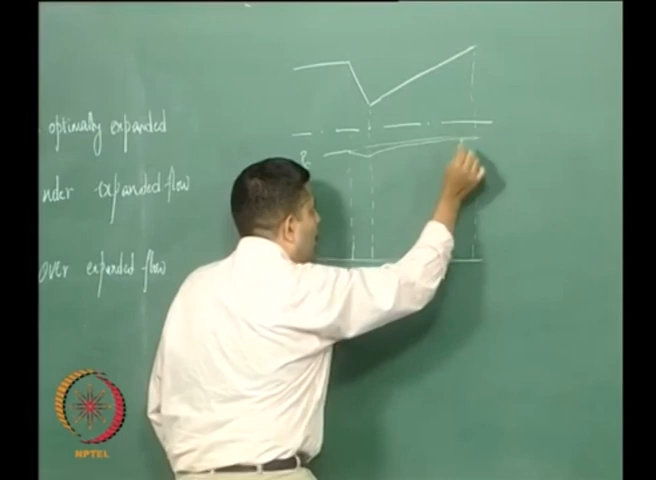 optimally expanded
nder expanded flow
over expanded flow
NPTEL